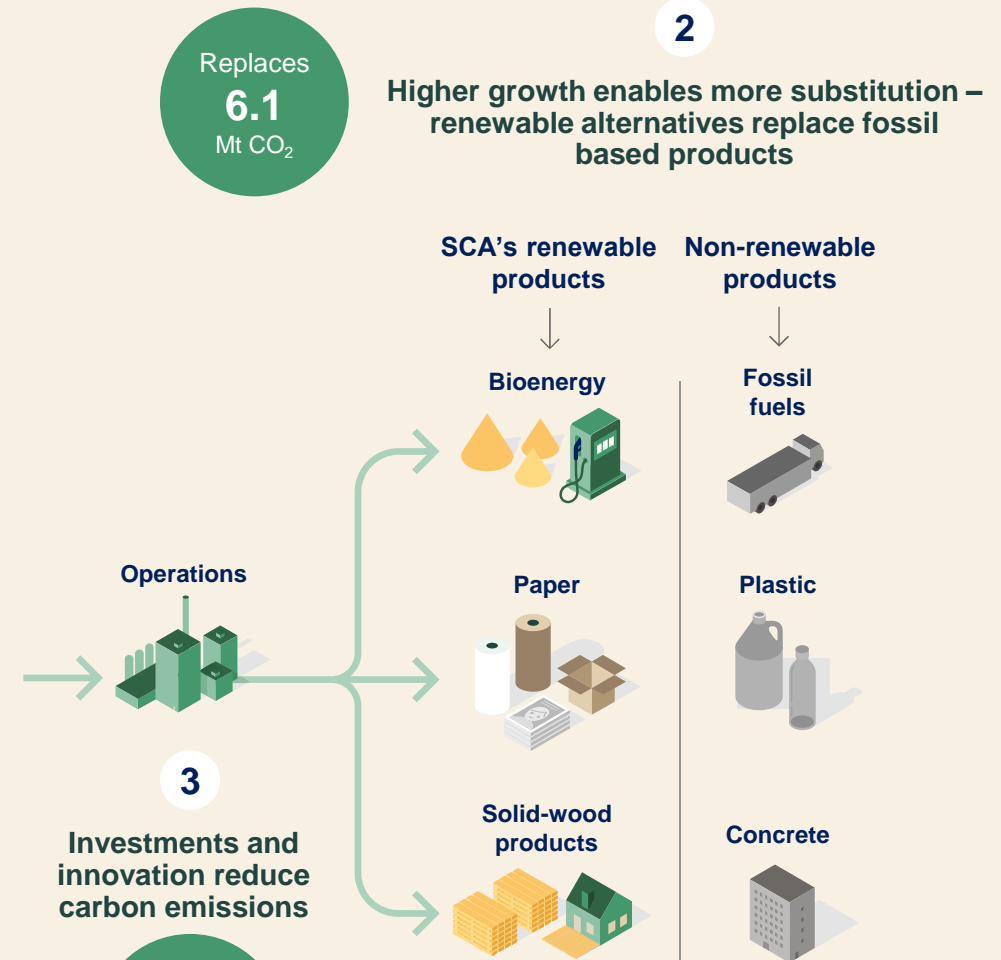 Replaces
6.1
Mt CO₂
2
Higher growth enables more substitution –
renewable alternatives replace fossil
based products
SCA’s renewable
products
Non-renewable
products
Bioenergy
Fossil
fuels
Operations
Paper
Plastic
3
Investments and
innovation reduce
carbon emissions
Solid-wood
products
Concrete